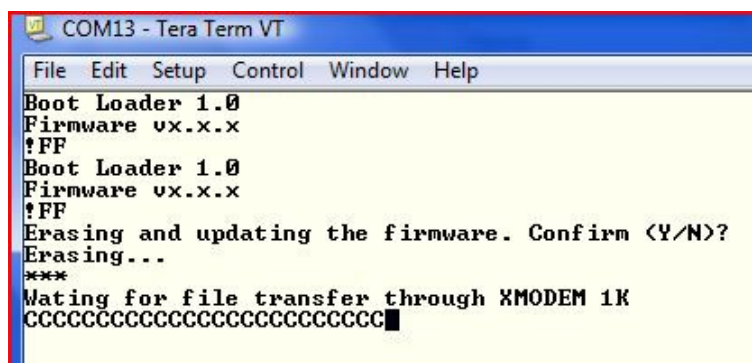 COM13 - Tera Term VT
File Edit Setup Control Window Help
Boot Loader 1.0
Firmware vx.x.x
!FF
Boot Loader 1.0
Firmware vx.x.x
!FF
Erasing and updating the firmware. Confirm (Y/N)?
Erasing...
***
Wating for file transfer through XMODEM 1K
CCCCCCCCCCCCCCCCCCCCCCCCC